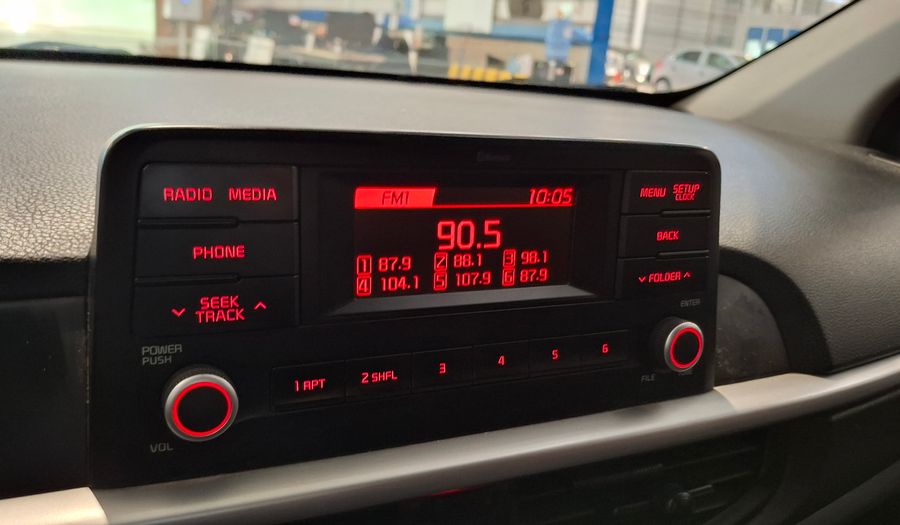 Bluetooth
RADIO MEDIA
PHONE
SEEK
TRACK
POWER
PUSH
VOL
FM1 10:05
90.5
1 87.9 2 88.1 3 98.1
4 104.1 5 107.9 6 87.9
1 RPT 2 SHFL 3 4 5 6
MENU SETUP
CLOCK
BACK
FOLDER
ENTER
FILE